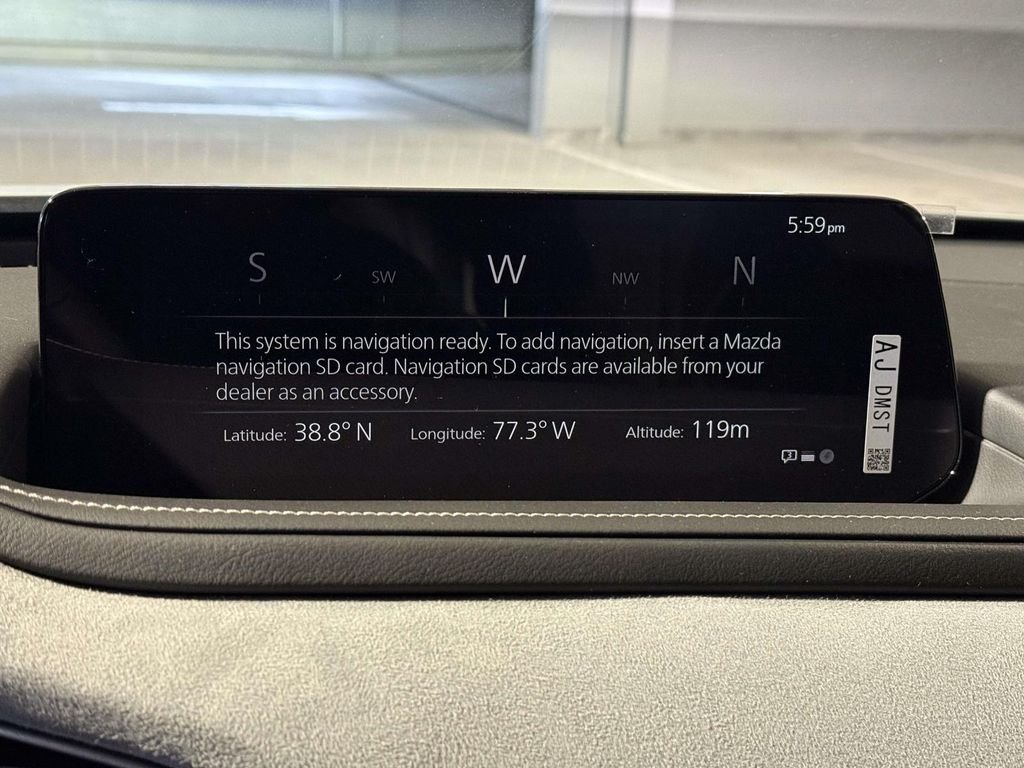 5:59pm
S SW W NW N
This system is navigation ready. To add navigation, insert a Mazda
navigation SD card. Navigation SD cards are available from your
dealer as an accessory.
Latitude: 38.8° N Longitude: 77.3° W Altitude: 119m
3
AJ DMST